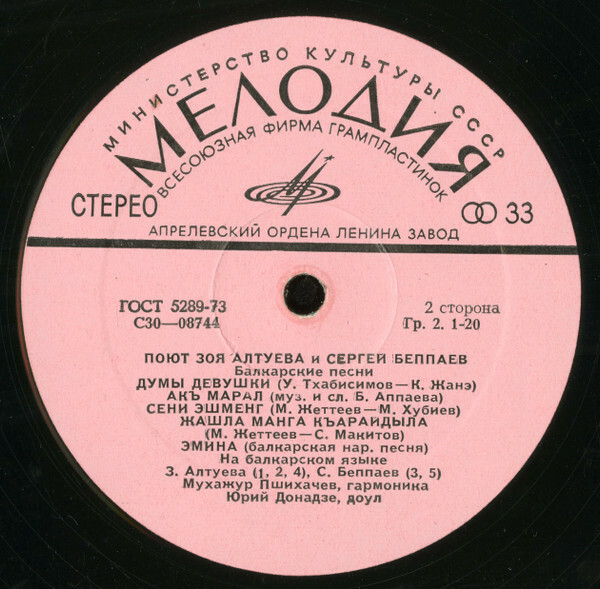 МИНИСТЕРСТВО КУЛЬТУРЫ СССР
МЕЛОДИЯ
ВСЕСОЮЗНАЯ ФИРМА ГРАМПЛАСТИНОК
СТЕРЕО
33
АПРЕЛЕВСКИЙ ОРДЕНА ЛЕНИНА ЗАВОД
ГОСТ 5289-73
2 сторона
С30—08744
Гр. 2. 1-20
ПОЮТ ЗОЯ АЛТУЕВА и СЕРГЕЙ БЕППАЕВ
Балкарские песни
ДУМЫ ДЕВУШКИ (У. Тхабисимов—К. Жанэ)
АКЪ МАРАЛ (муз. и сл. Б. Аппаева)
СЕНИ ЭШМЕНГ (М. Жеттеев—М. Хубиев)
ЖАШЛА МАНГА КЪАРАЙДЫЛА
(М. Жеттеев—С. Макитов)
ЭМИНА (балкарская нар. песня)
На балкарском языке
З. Алтуева (1, 2, 4), С. Беппаев (3, 5)
Мухажур Пшихачев, гармоника
Юрий Донадзе, доул